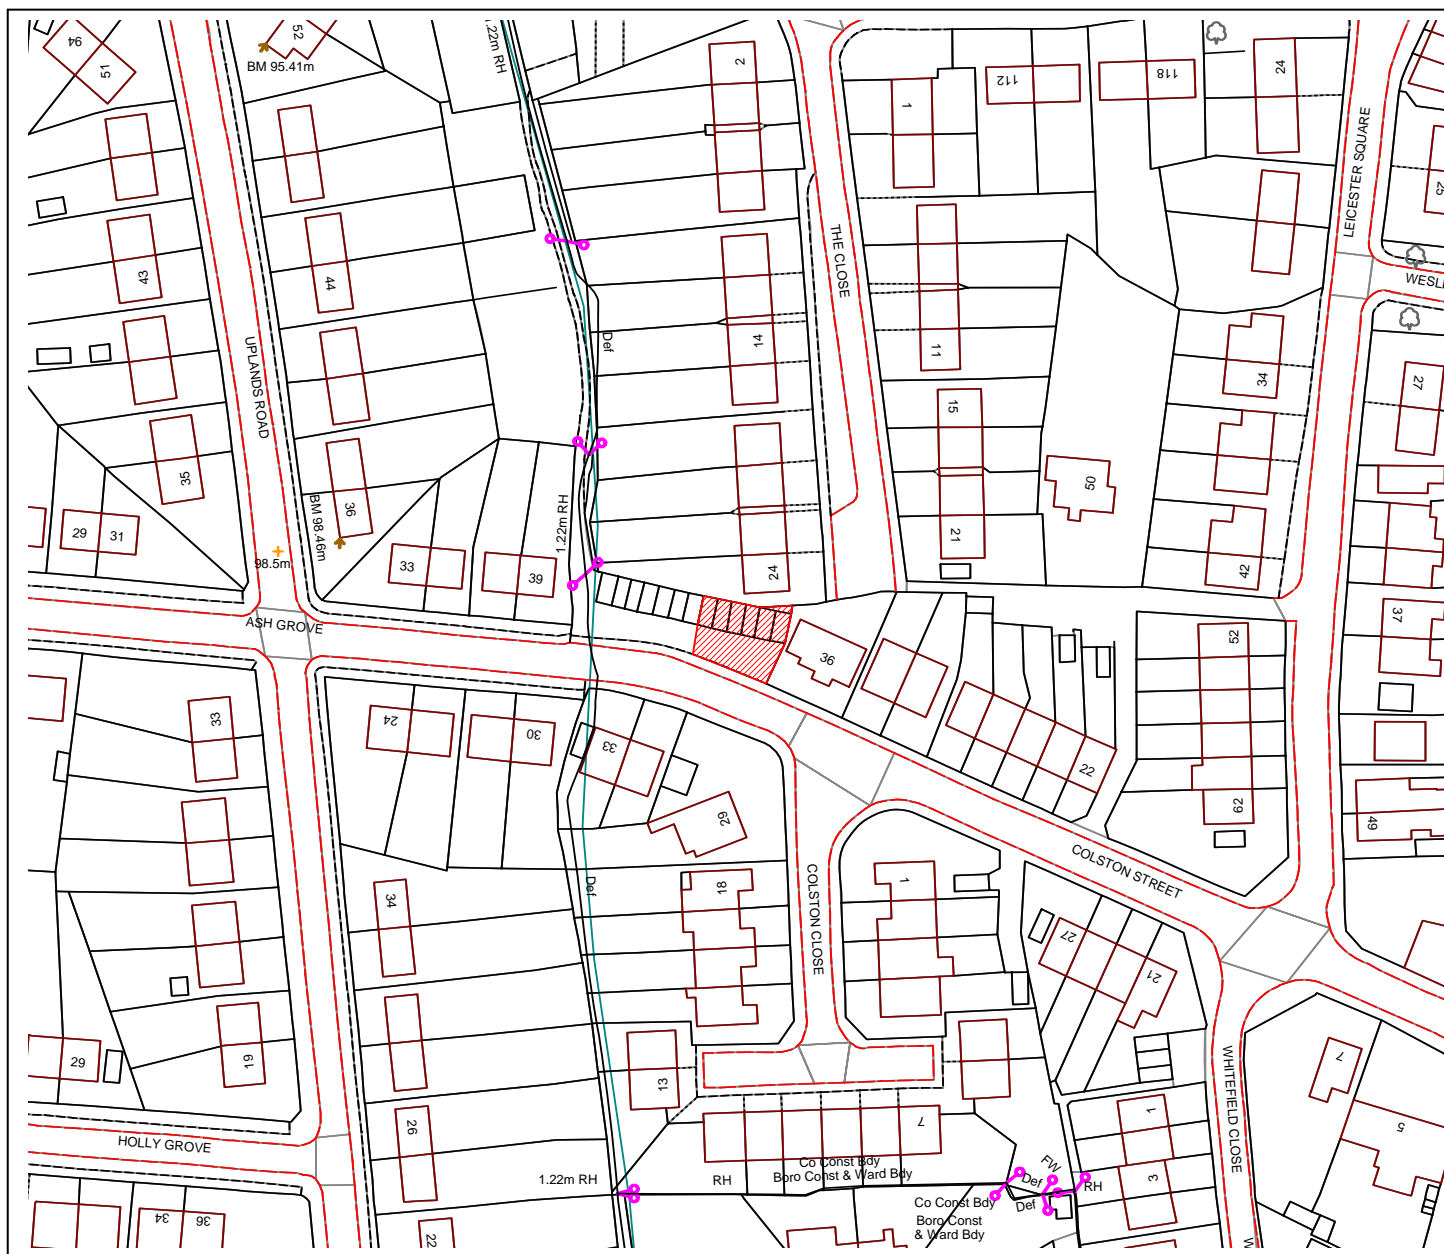 94
51
52
BM 95.41m
1.22m RH
2
1
112
118
24
LEICESTER SQUARE
25
43
44
THE CLOSE
WESL
UPLANDS ROAD
Def
14
11
34
27
35
36
BM 98.46m
15
50
29
31
98.5m
33
39
1.22m RH
24
21
42
37
ASH GROVE
36
52
33
24
30
33
22
62
29
49
COLSTON STREET
34
Def
18
COLSTON CLOSE
1
27
21
29
19
13
7
WHITEFIELD CLOSE
7
5
26
1
HOLLY GROVE
3
1.22m RH
RH
Co Const Bdy
Boro Const & Ward Bdy
FW
Def
RH
Def
Co Const Bdy
Boro Const
& Ward Bdy
34
36
22
W